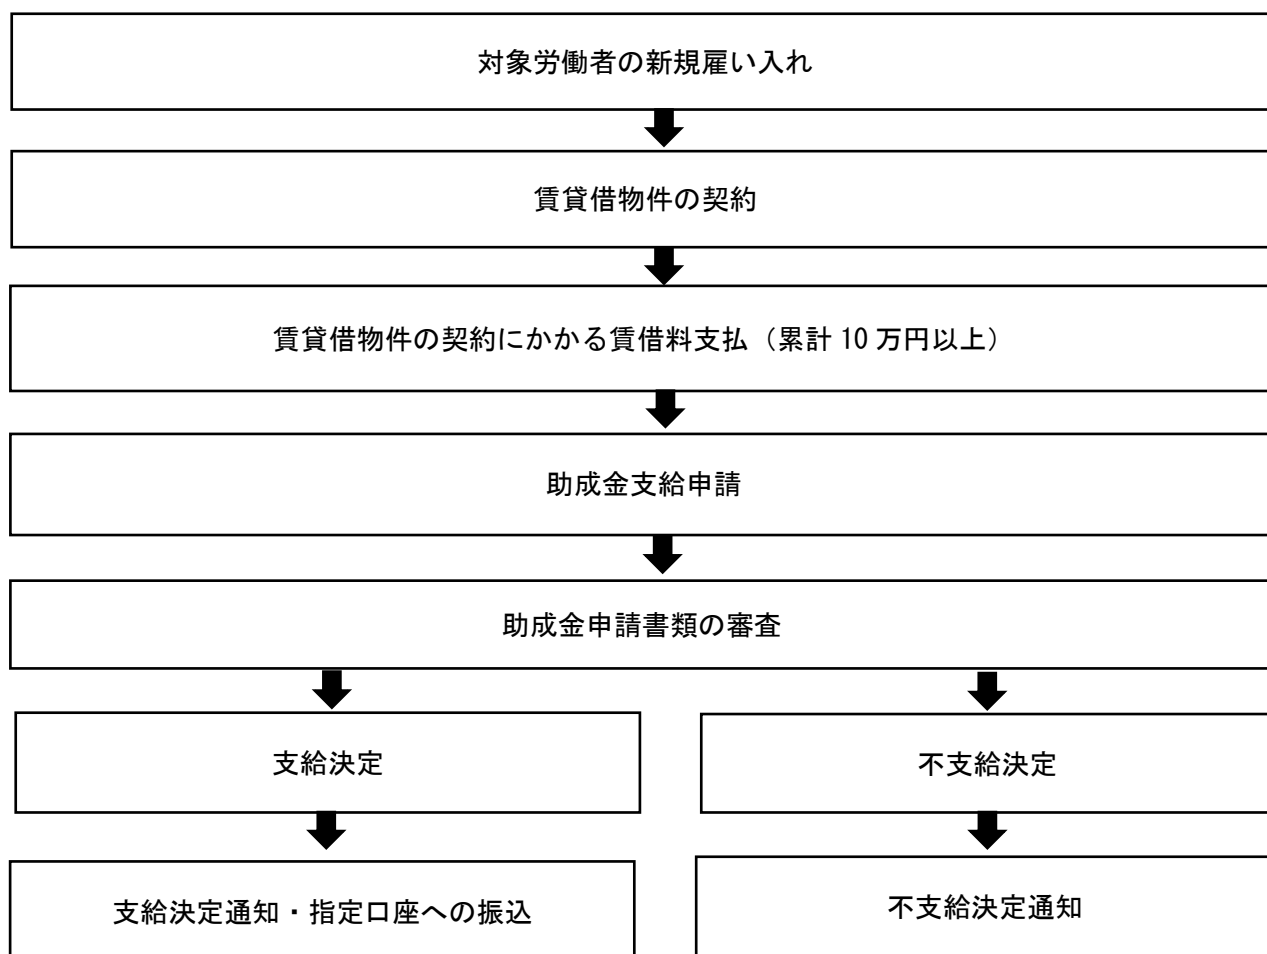 対象労働者の新規雇い入れ
賃貸借物件の契約
賃貸借物件の契約にかかる賃借料支払（累計 10 万円以上）
助成金支給申請
助成金申請書類の審査
支給決定
不支給決定
支給決定通知・指定口座への振込
不支給決定通知